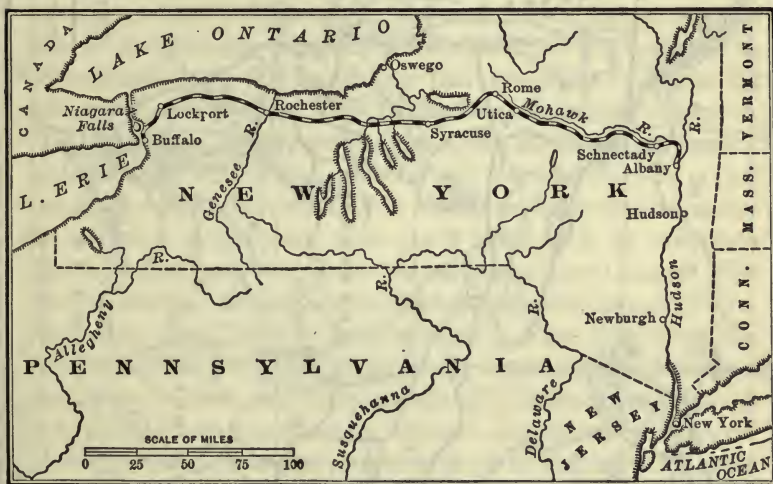 CANADA
LAKE ONTARIO
Oswego
Niagara
Falls
Lockport
Rochester
Rome
Utica
Mohawk R.
Syracuse
Buffalo
Schnectady
Albany
R.
VERMONT
L. ERIE
Genesee R.
NEW YORK
MASS.
Hudson
Hudson
Newburgh
CONN.
Allegheny R.
PENNSYLVANIA
Susquehanna
R.
Delaware
R.
NEW
JERSEY
New York
ATLANTIC
OCEAN
SCALE OF MILES
0 25 50 100